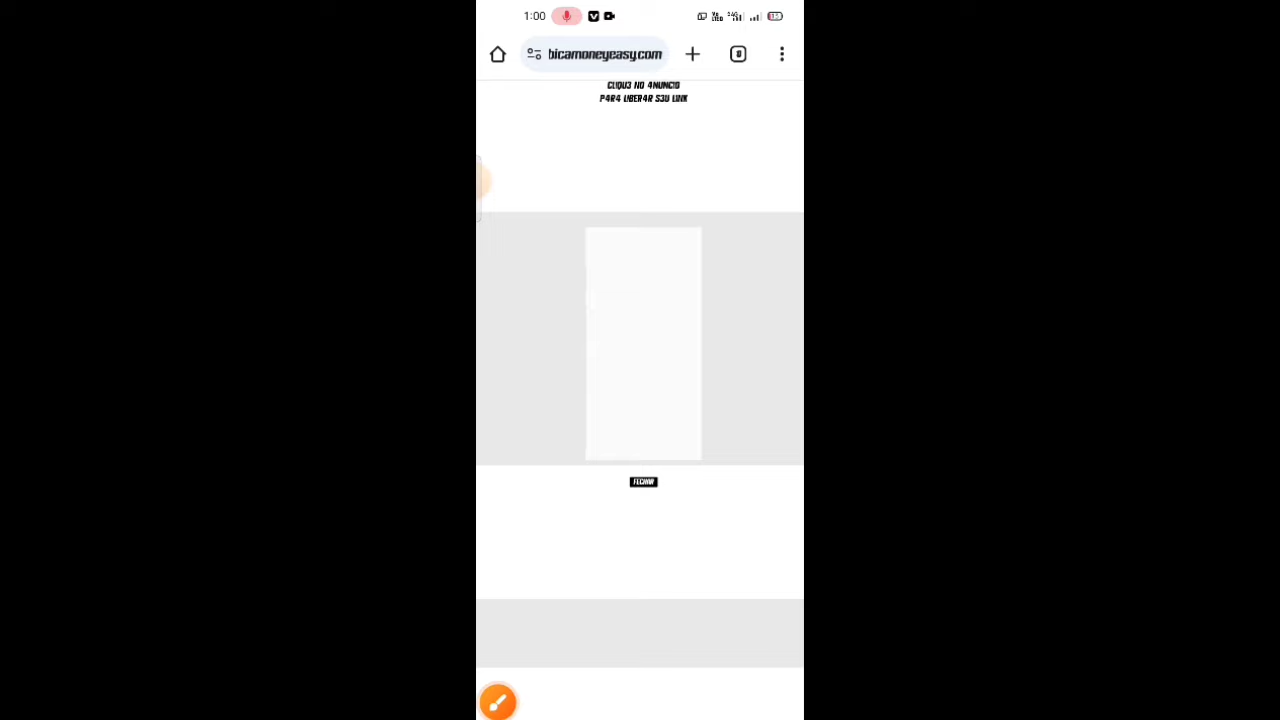 1:00
bicamoneyeasy.com
CLIQU3 NO 4NUNCIO
P4R4 LIBER4R S3U LINK
FECHAR